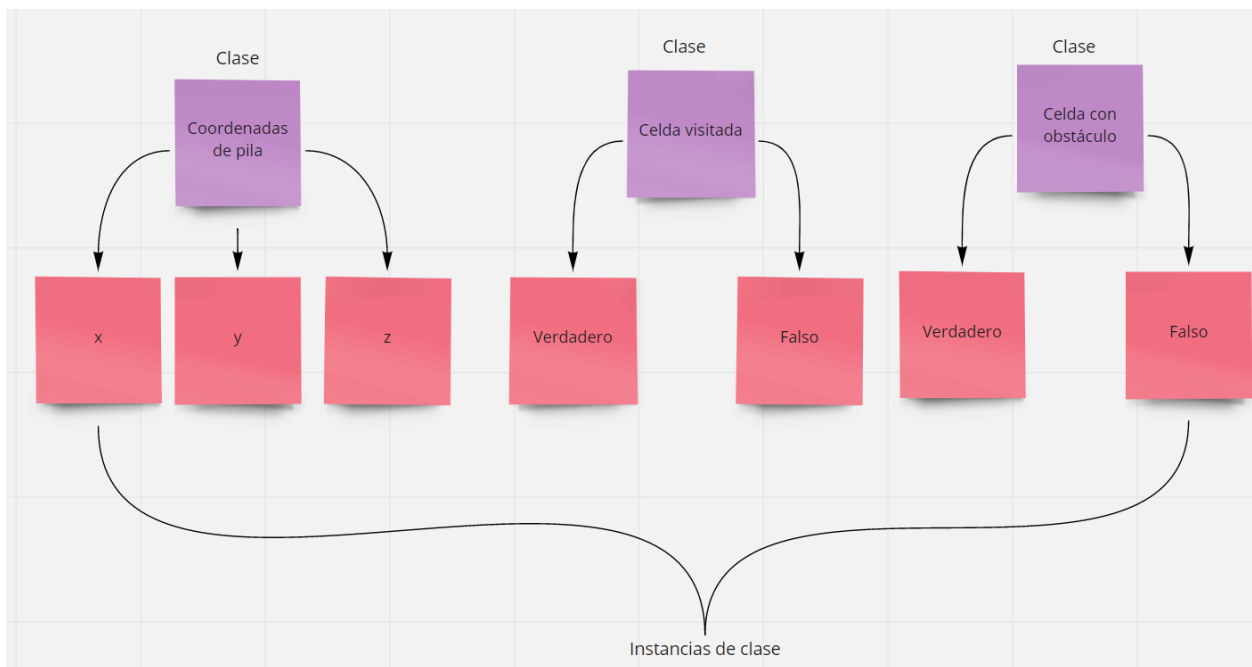 Clase
Clase
Clase
Coordenadas
de pila
Celda visitada
Celda con
obstáculo
x
y
z
Verdadero
Falso
Verdadero
Falso
Instancias de clase